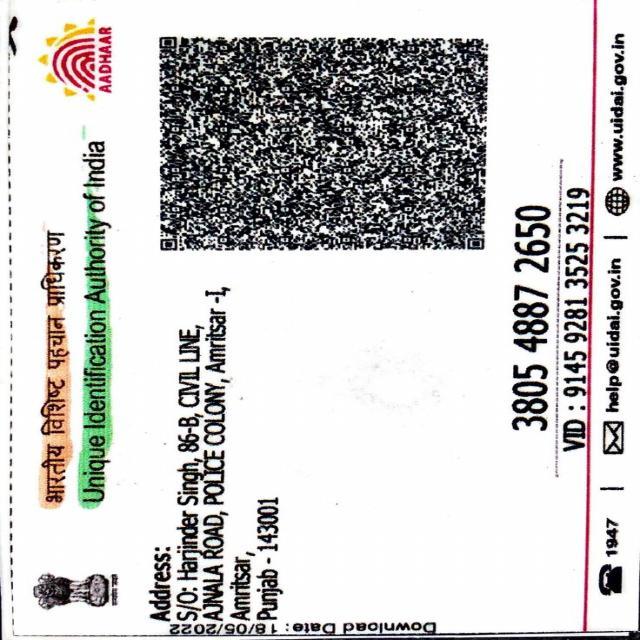 भारतीय विशिष्ट पहचान प्राधिकरण
Unique Identification Authority of India
AADHAAR
Address:
S/O: Harjinder Singh, 86-B, CIVIL LINE,
AJNALA ROAD, POLICE COLONY, Amritsar -I,
Amritsar,
Punjab - 143001
Download Date: 18/05/2022
3805 4887 2650
VID : 9145 9281 3525 3219
1947 | help@uidai.gov.in | www.uidai.gov.in